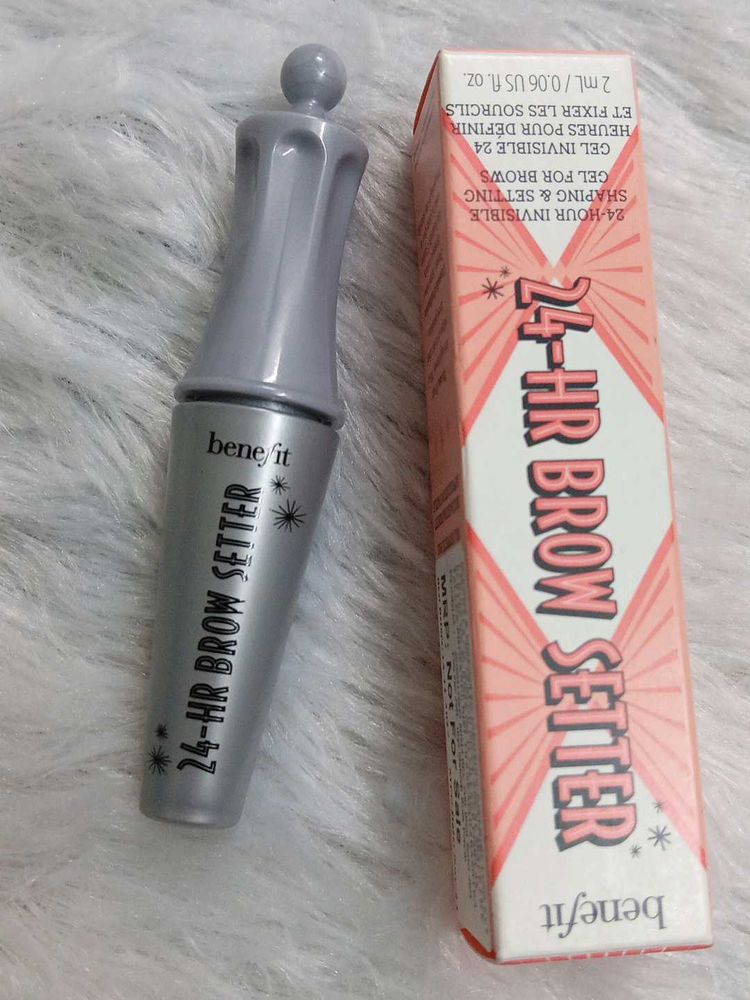 benefit
24-HR BROW SETTER
benefit
24-HR BROW SETTER
24-HOUR INVISIBLE
SHAPING & SETTING
GEL FOR BROWS
GEL INVISIBLE 24
HEURES POUR DÉFINIR
ET FIXER LES SOURCILS
2 mL / 0.06 US fl. oz.
MRP: Not for Sale